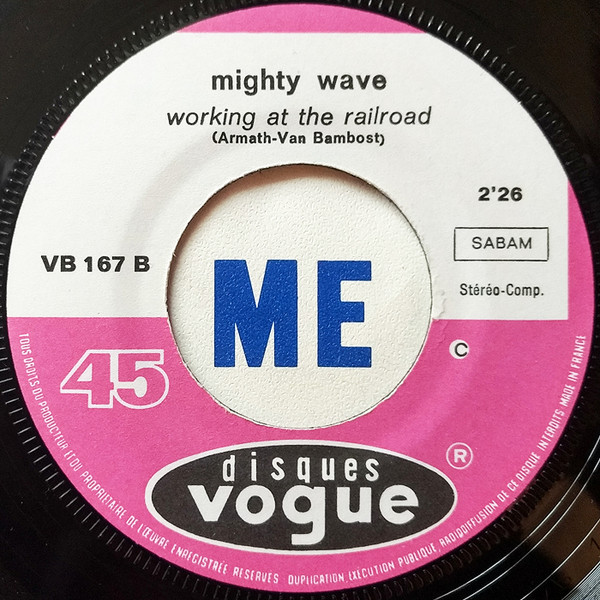 mighty wave
working at the railroad
(Armath-Van Bambost)
2'26
SABAM
VB 167 B
Stéréo-Comp.
ME
C
45
disques
vogue
®
TOUS DROITS DU PRODUCTEUR ET DU PROPRIETAIRE DE L'ŒUVRE ENREGISTRÉE RESERVÉS DUPLICATION, EXÉCUTION PUBLIQUE, RADIODIFFUSION DE CE DISQUE INTERDITS MADE IN FRANCE